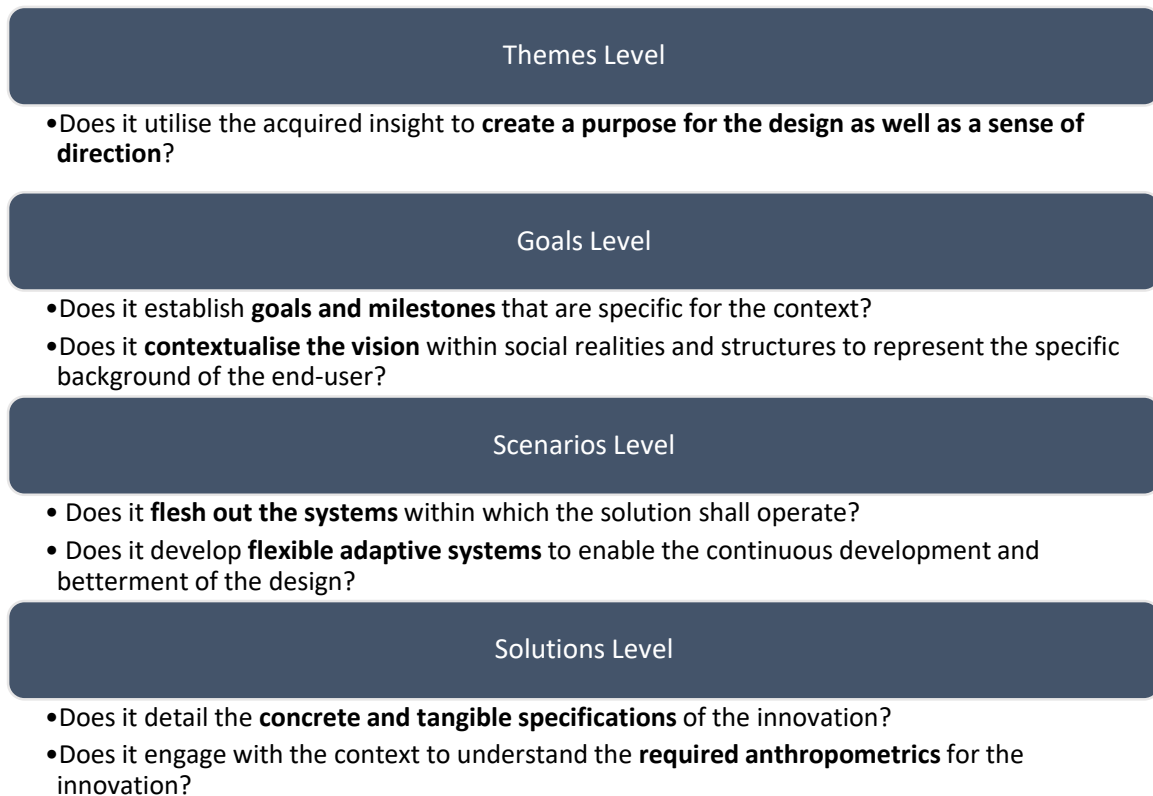 Themes Level
•Does it utilise the acquired insight to create a purpose for the design as well as a sense of
direction?
Goals Level
•Does it establish goals and milestones that are specific for the context?
•Does it contextualise the vision within social realities and structures to represent the specific
background of the end-user?
Scenarios Level
• Does it flesh out the systems within which the solution shall operate?
• Does it develop flexible adaptive systems to enable the continuous development and
betterment of the design?
Solutions Level
•Does it detail the concrete and tangible specifications of the innovation?
•Does it engage with the context to understand the required anthropometrics for the
innovation?